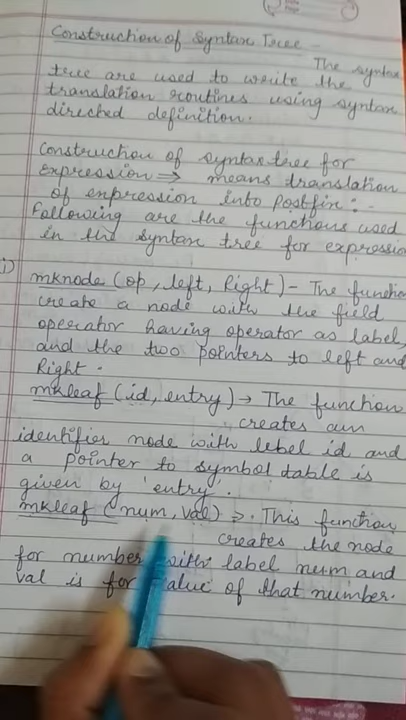 Construction of Syntax Tree -
The syntax
tree are used to write the
translation routines using syntax
directed definition.
Construction of syntax tree for
Expression ⇒ means translation
of expression into postfix :-
Following are the functions used
in the syntax tree for expression
i) mknode (op, left, Right) - The function
create a node with the field
operator having operator as label,
and the two pointers to left and
Right.
mkleaf (id, entry) → The function
creates an
identifier node with label id and
a pointer to symbol table is
given by 'entry'.
mkleaf (num, val) >. This function
creates the node
for number with label num and
val is for value of that number.